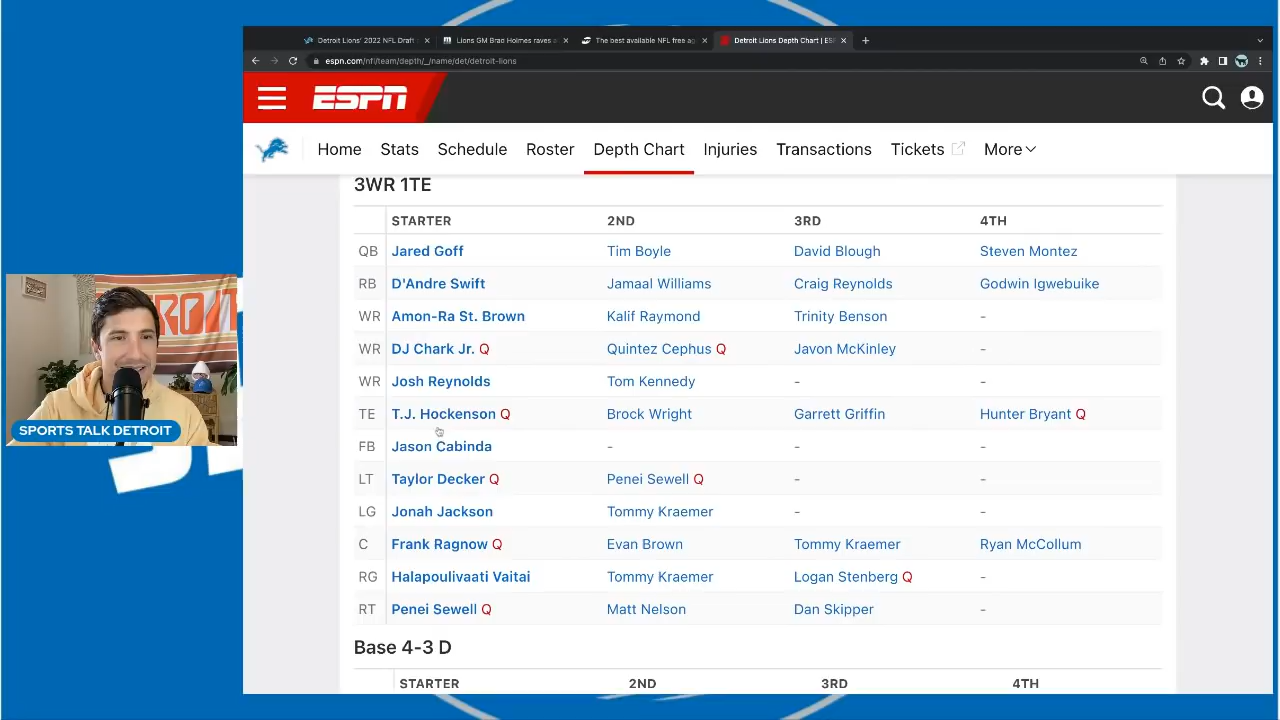 Detroit Lions' 2022 NFL Draft
Lions GM Brad Holmes raves a
The best available NFL free ag
Detroit Lions Depth Chart | ES
espn.com/nfl/team/depth/_/name/det/detroit-lions
ESPN
Home Stats Schedule Roster Depth Chart Injuries Transactions Tickets More
3WR 1TE
STARTER 2ND 3RD 4TH
QB Jared Goff Tim Boyle David Blough Steven Montez
RB D'Andre Swift Jamaal Williams Craig Reynolds Godwin Igwebuike
WR Amon-Ra St. Brown Kalif Raymond Trinity Benson -
WR DJ Chark Jr. Q Quintez Cephus Q Javon McKinley -
WR Josh Reynolds Tom Kennedy - -
TE T.J. Hockenson Q Brock Wright Garrett Griffin Hunter Bryant Q
FB Jason Cabinda - - -
LT Taylor Decker Q Penei Sewell Q - -
LG Jonah Jackson Tommy Kraemer - -
C Frank Ragnow Q Evan Brown Tommy Kraemer Ryan McCollum
RG Halapoulivaati Vaitai Tommy Kraemer Logan Stenberg Q -
RT Penei Sewell Q Matt Nelson Dan Skipper -
Base 4-3 D
STARTER 2ND 3RD 4TH
SPORTS TALK DETROIT